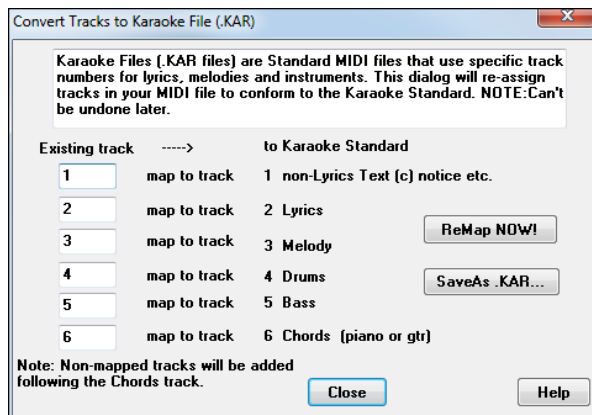 Convert Tracks to Karaoke File (.KAR)
Karaoke Files (.KAR files) are Standard MIDI files that use specific track
numbers for lyrics, melodies and instruments. This dialog will re-assign
tracks in your MIDI file to conform to the Karaoke Standard. NOTE:Can't
be undone later.
Existing track -----> to Karaoke Standard
1 map to track 1 non-Lyrics Text (c) notice etc.
2 map to track 2 Lyrics
ReMap NOW!
3 map to track 3 Melody
4 map to track 4 Drums
SaveAs .KAR...
5 map to track 5 Bass
6 map to track 6 Chords (piano or gtr)
Note: Non-mapped tracks will be added
following the Chords track.
Close
Help